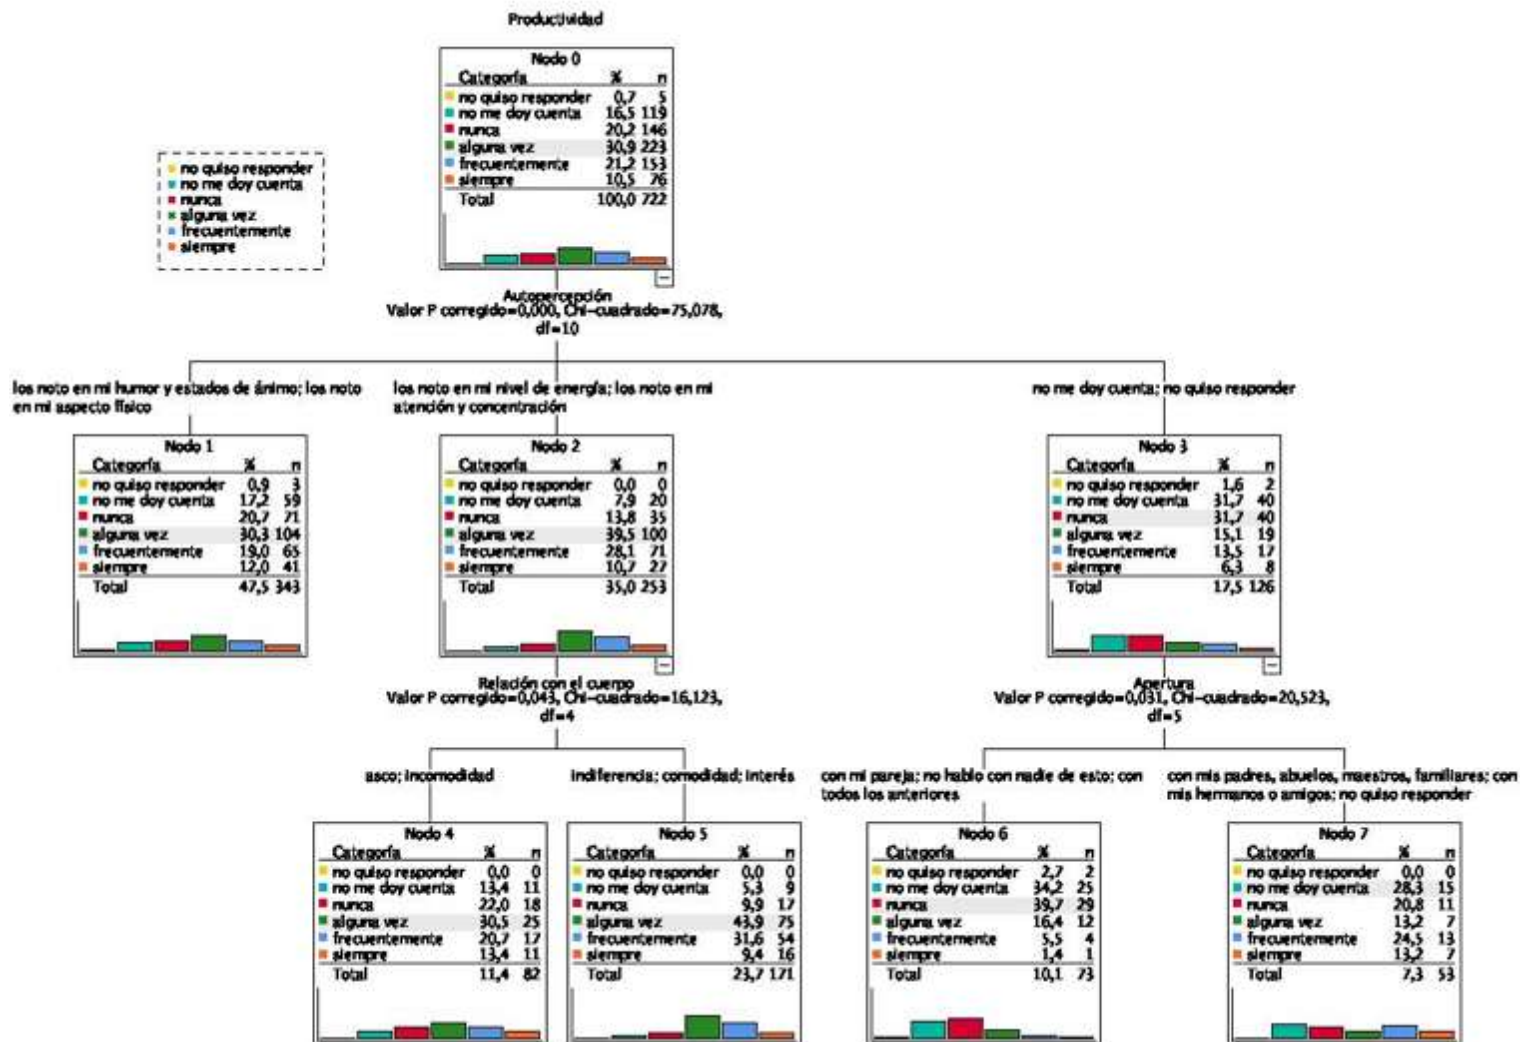 Productividad
Nodo 0
Categoría % n
no quiso responder 0,7 5
no me doy cuenta 16,5 119
nunca 20,2 146
alguna vez 30,9 223
frecuentemente 21,2 153
siempre 10,5 76
Total 100,0 722
no quiso responder
no me doy cuenta
nunca
alguna vez
frecuentemente
siempre
Autopercepción
Valor P corregido=0,000, Chi-cuadrado=75,078,
df=10
los noto en mi humor y estados de ánimo; los noto
en mi aspecto físico
los noto en mi nivel de energía; los noto en mi
atención y concentración
no me doy cuenta; no quiso responder
Nodo 1
Categoría % n
no quiso responder 0,9 3
no me doy cuenta 17,2 59
nunca 20,7 71
alguna vez 30,3 104
frecuentemente 19,0 65
siempre 12,0 41
Total 47,5 343
Nodo 2
Categoría % n
no quiso responder 0,0 0
no me doy cuenta 7,9 20
nunca 13,8 35
alguna vez 39,5 100
frecuentemente 28,1 71
siempre 10,7 27
Total 35,0 253
Nodo 3
Categoría % n
no quiso responder 1,6 2
no me doy cuenta 31,7 40
nunca 31,7 40
alguna vez 15,1 19
frecuentemente 13,5 17
siempre 6,3 8
Total 17,5 126
Relación con el cuerpo
Valor P corregido=0,043, Chi-cuadrado=16,123,
df=4
Apertura
Valor P corregido=0,031, Chi-cuadrado=20,523,
df=5
asco; incomodidad
indiferencia; comodidad; interés
con mi pareja; no hablo con nadie de esto; con
todos los anteriores
con mis padres, abuelos, maestros, familiares; con
mis hermanos o amigos; no quiso responder
Nodo 4
Categoría % n
no quiso responder 0,0 0
no me doy cuenta 13,4 11
nunca 22,0 18
alguna vez 30,5 25
frecuentemente 20,7 17
siempre 13,4 11
Total 11,4 82
Nodo 5
Categoría % n
no quiso responder 0,0 0
no me doy cuenta 5,3 9
nunca 9,9 17
alguna vez 43,9 75
frecuentemente 31,6 54
siempre 9,4 16
Total 23,7 171
Nodo 6
Categoría % n
no quiso responder 2,7 2
no me doy cuenta 34,2 25
nunca 39,7 29
alguna vez 16,4 12
frecuentemente 5,5 4
siempre 1,4 1
Total 10,1 73
Nodo 7
Categoría % n
no quiso responder 0,0 0
no me doy cuenta 28,3 15
nunca 20,8 11
alguna vez 13,2 7
frecuentemente 24,5 13
siempre 13,2 7
Total 7,3 53